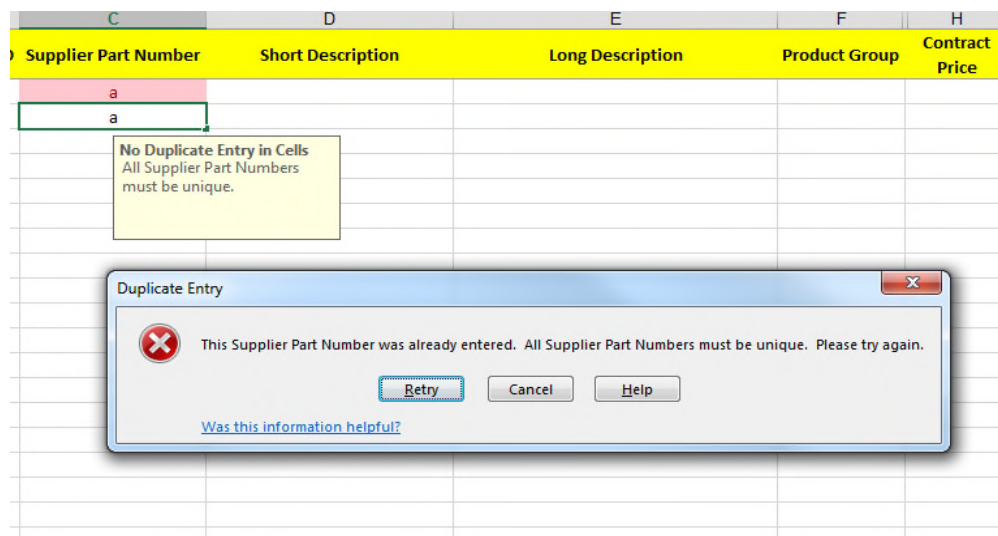 C D E F H
Supplier Part Number Short Description Long Description Product Group Contract Price
a
a
No Duplicate Entry in Cells
All Supplier Part Numbers
must be unique.
Duplicate Entry
This Supplier Part Number was already entered. All Supplier Part Numbers must be unique. Please try again.
Retry Cancel Help
Was this information helpful?